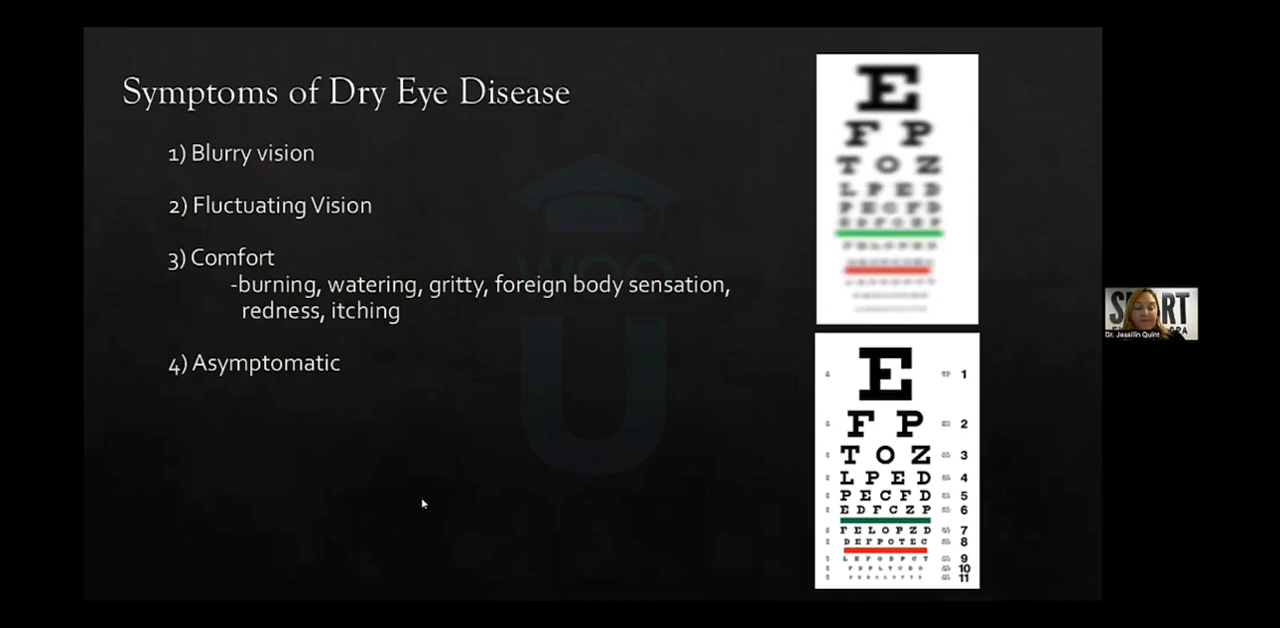 Symptoms of Dry Eye Disease
1) Blurry vision
2) Fluctuating Vision
3) Comfort
-burning, watering, gritty, foreign body sensation,
redness, itching
4) Asymptomatic
WOO
U
E
F P
T O Z
L P E D
P E C F D
E D F C Z P
E 1
F P 2
T O Z 3
L P E D 4
P E C F D 5
E D F C Z P 6
F E L O P Z D 7
D E F P O T E C 8
L E F O D P C T 9
10
11
Dr. Jessilin Quint